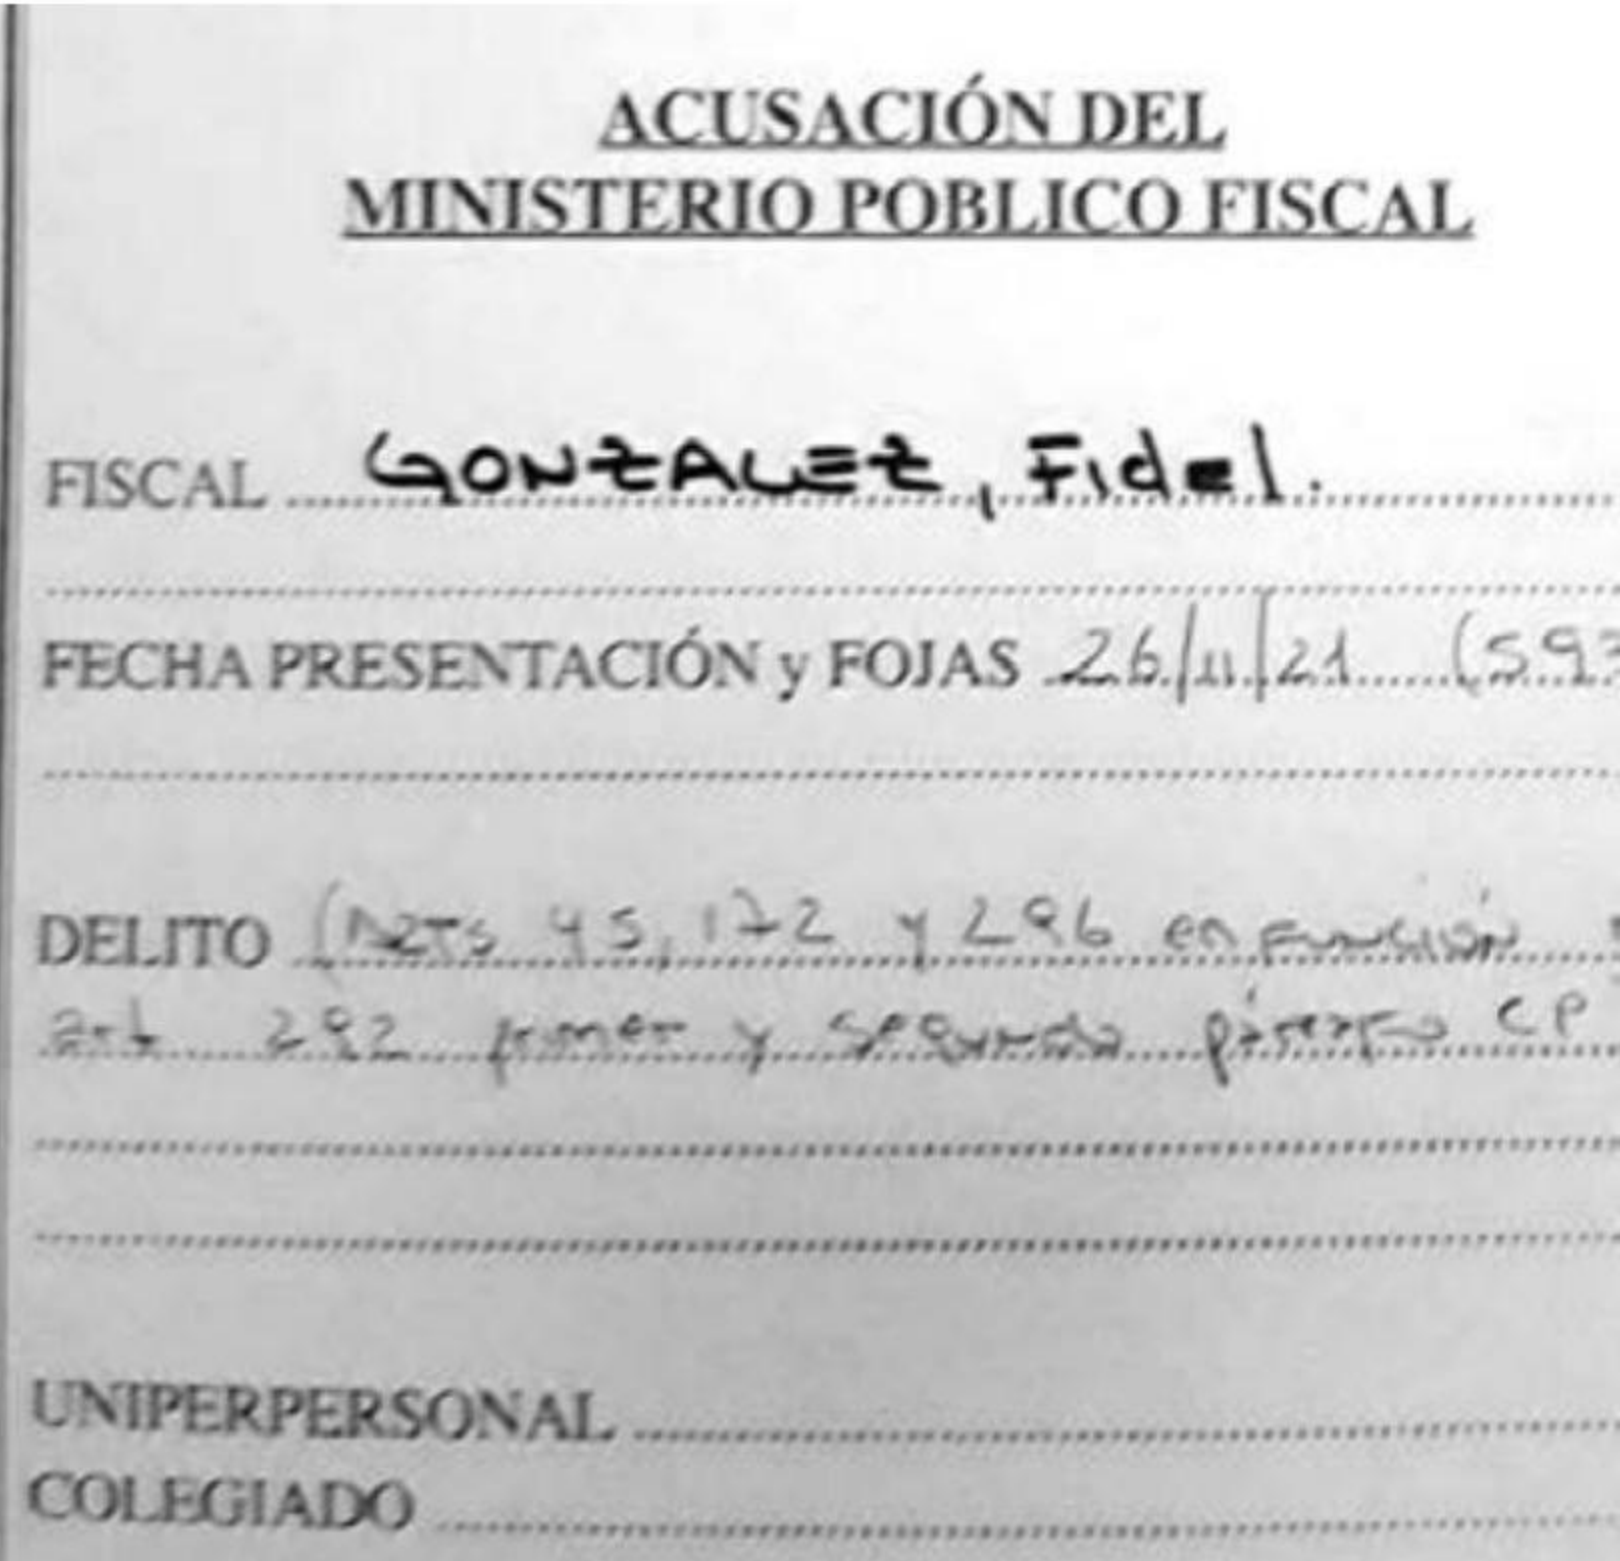 ACUSACIÓN DEL
MINISTERIO POBLICO FISCAL
FISCAL GONZALEZ, Fidel.
FECHA PRESENTACIÓN y FOJAS 26/11/21 (593
DELITO (Arts 45, 172 y 296 en función
art 292 primer y segundo párrafo CP
UNIPERPERSONAL
COLEGIADO